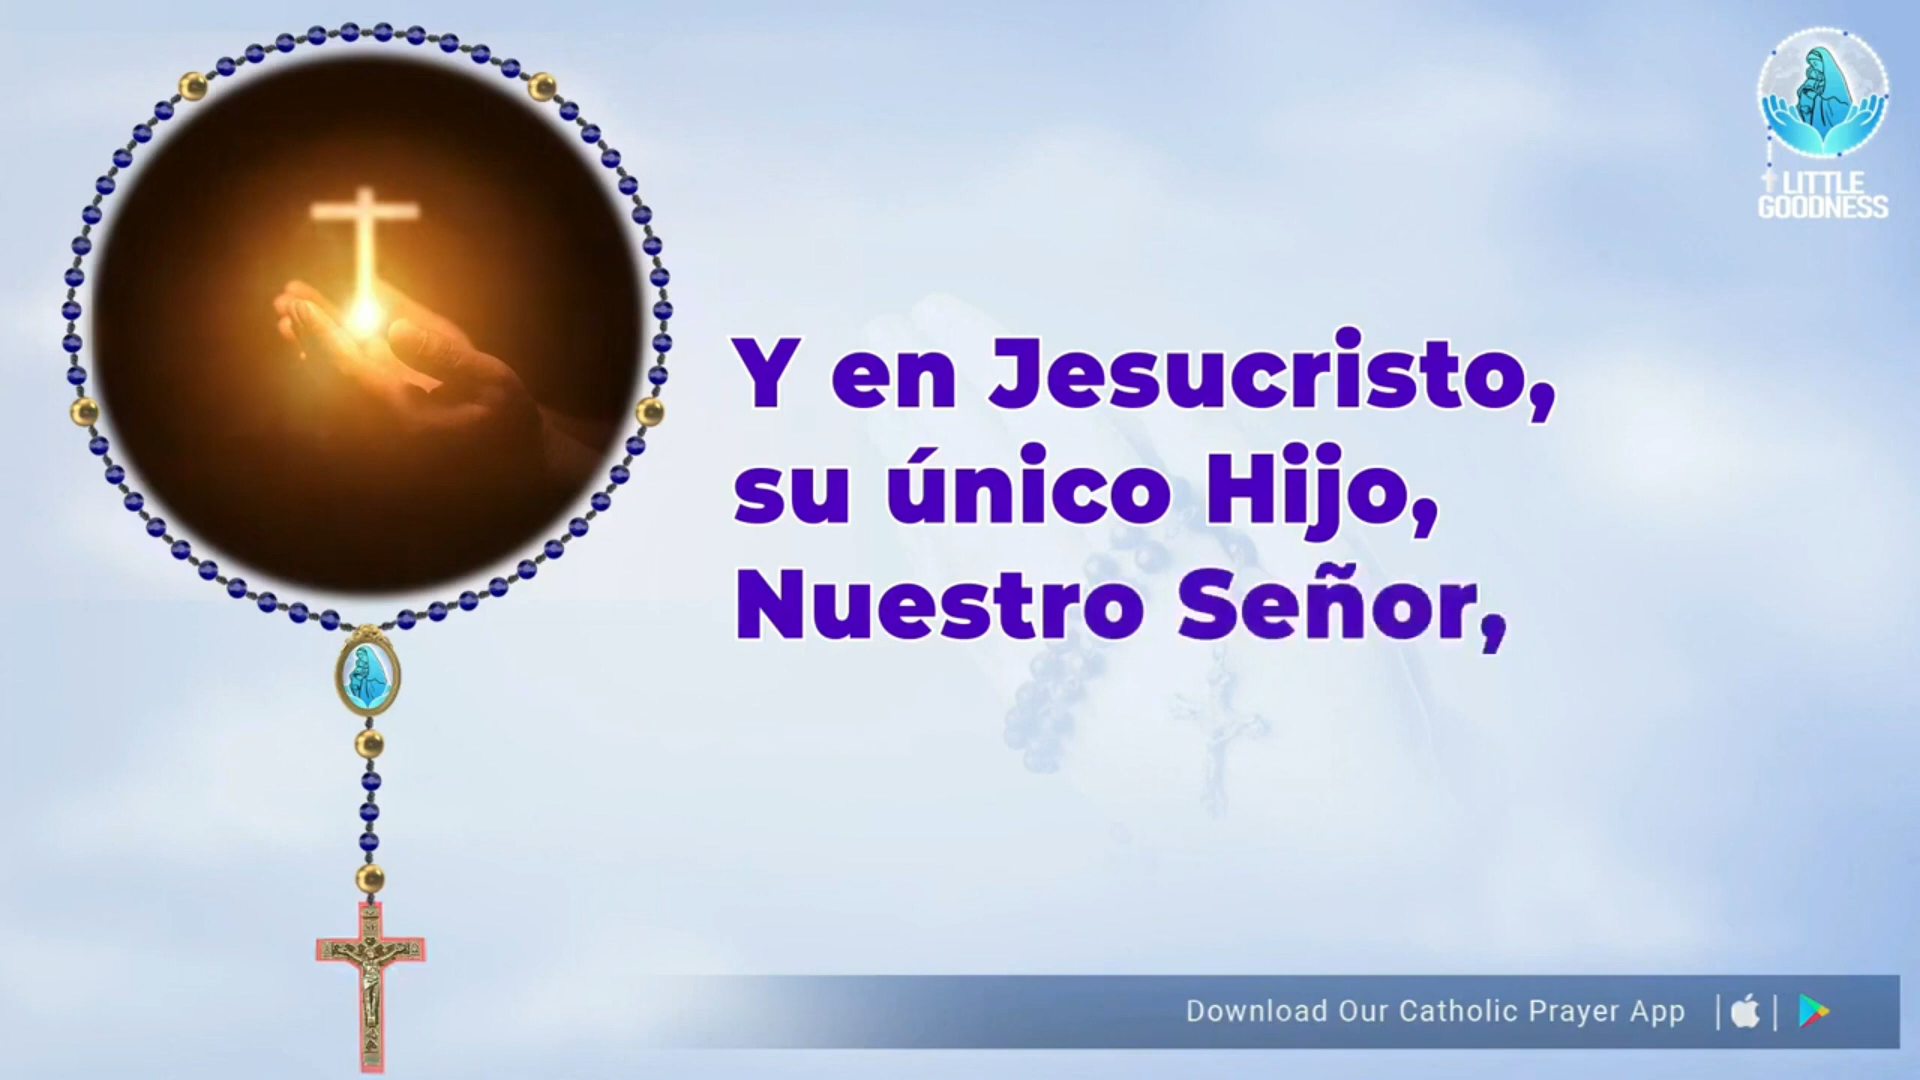 LITTLE
GOODNESS
Y en Jesucristo,
su único Hijo,
Nuestro Señor,
Download Our Catholic Prayer App